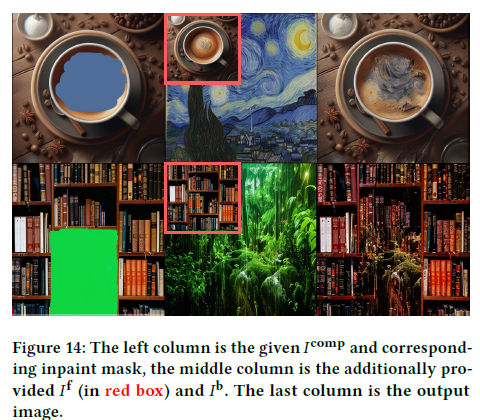 Figure 14: The left column is the given I^comp and correspond-
ing inpaint mask, the middle column is the additionally pro-
vided I^f (in red box) and I^b. The last column is the output
image.